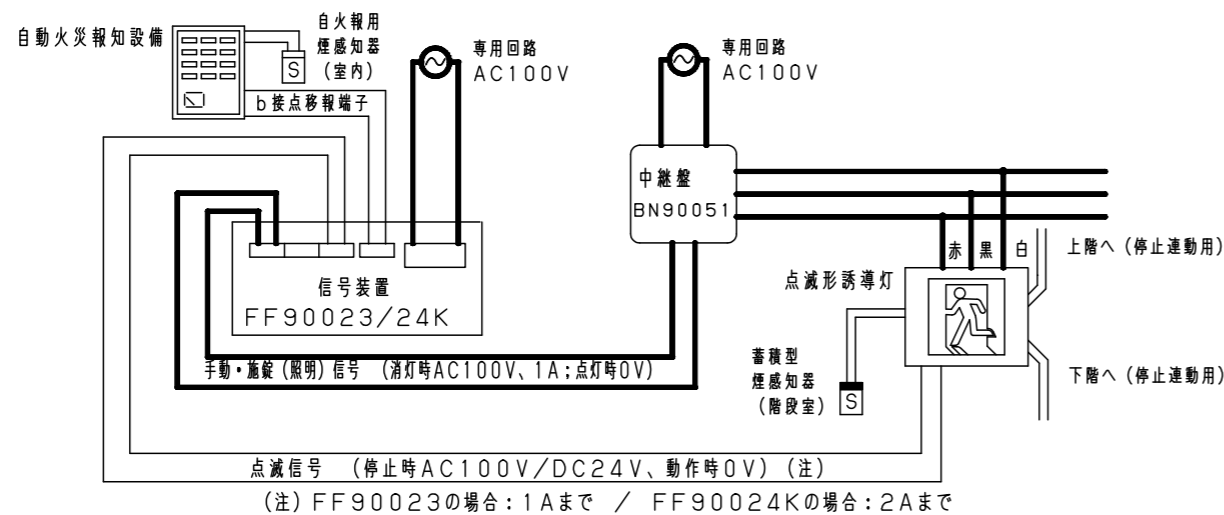 自動火災報知設備
自火報用
煙感知器
(室内)
S
専用回路
AC100V
専用回路
AC100V
b接点移報端子
中継盤
BN90051
信号装置
FF90023/24K
赤 黒 白
上階へ(停止連動用)
点滅形誘導灯
手動・施錠(照明)信号 (消灯時AC100V、1A;点灯時0V)
蓄積型
煙感知器
(階段室)
S
下階へ(停止連動用)
点滅信号 (停止時AC100V/DC24V、動作時0V)(注)
(注)FF90023の場合:1Aまで / FF90024Kの場合:2Aまで